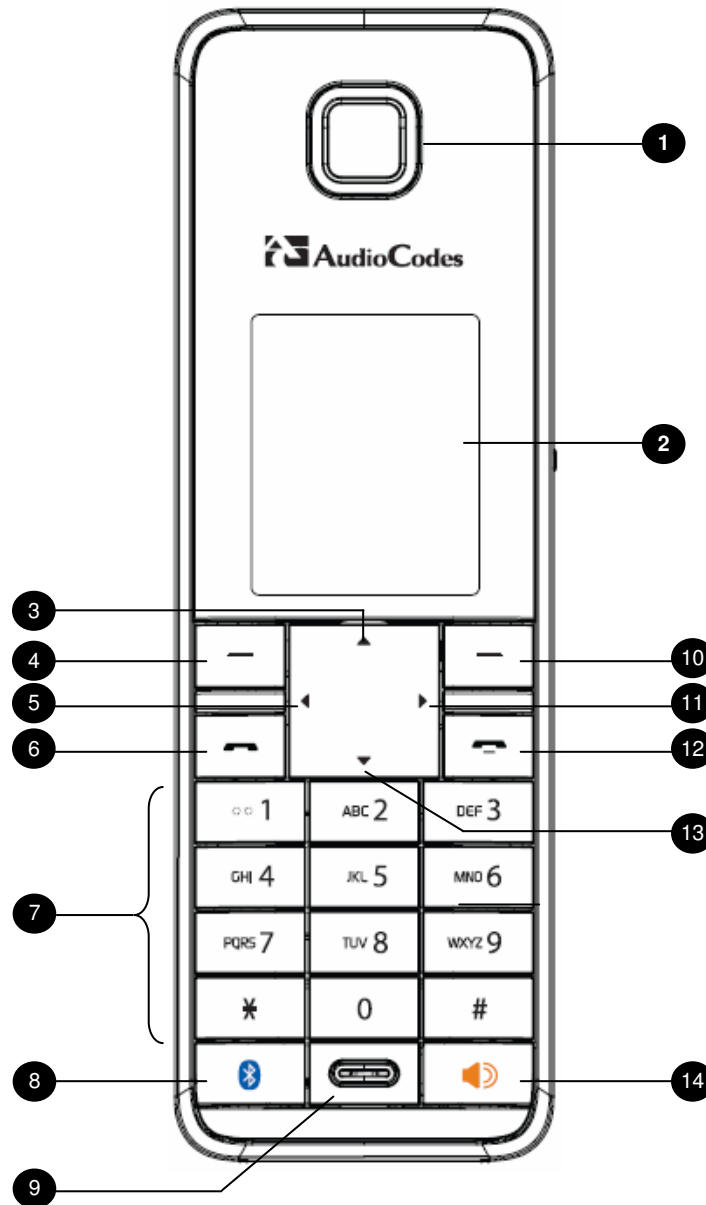 1
AudioCodes
2
3
4
10
5
11
6
12
1
ABC 2
DEF 3
13
GHI 4
JKL 5
MNO 6
7
PQRS 7
TUV 8
WXYZ 9
*
0
#
8
14
9